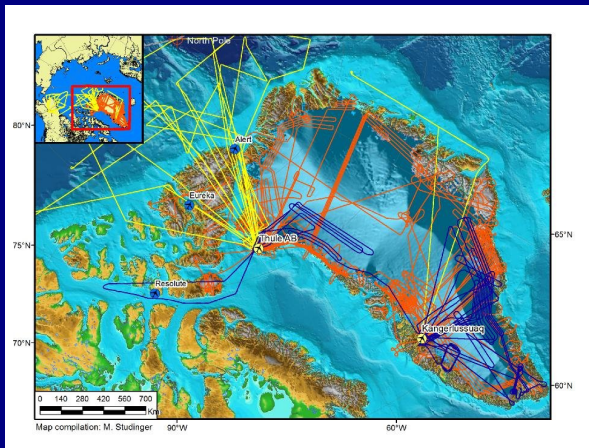 North Pole
80°N
Alert
Eureka
Thule AB
75°N
65°N
Resolute
Kangerlussuaq
70°N
60°N
0 140 280 420 560 700
Km
90°W
60°W
Map compilation: M. Studinger